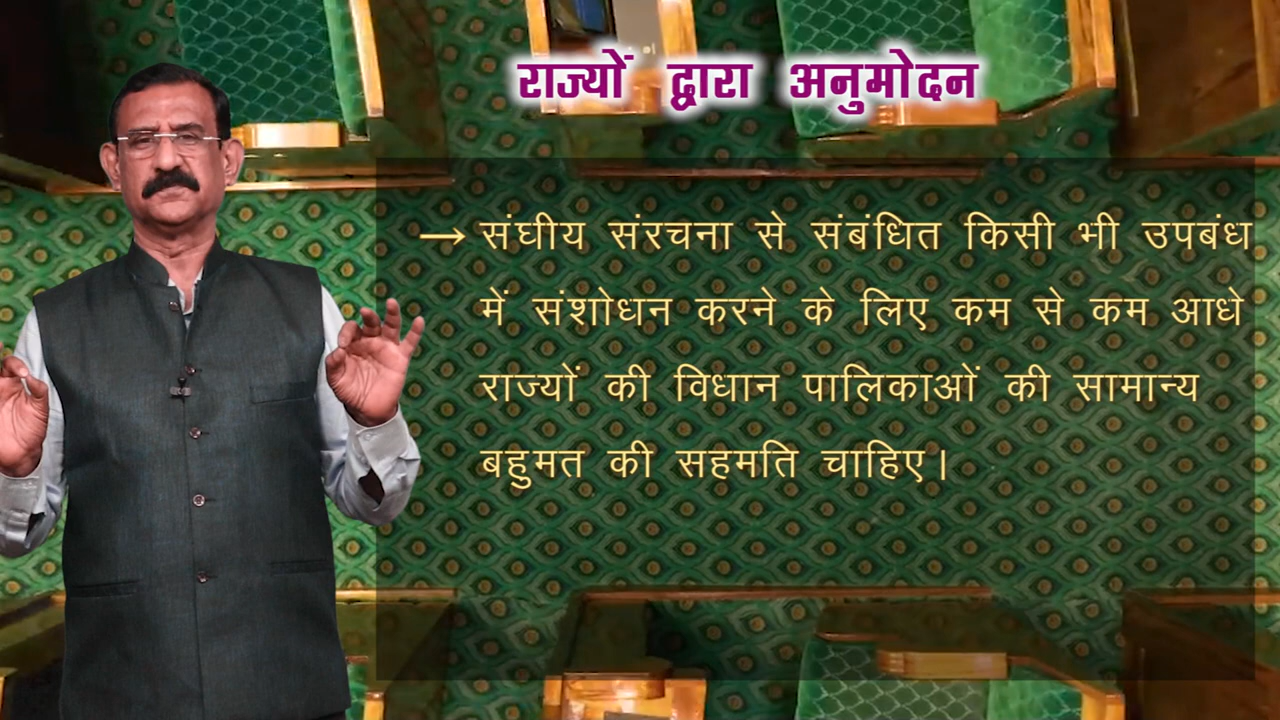 राज्यों द्वारा अनुमोदन
→ संघीय संरचना से संबंधित किसी भी उपबंध
में संशोधन करने के लिए कम से कम आधे
राज्यों की विधान पालिकाओं की सामान्य
बहुमत की सहमति चाहिए।